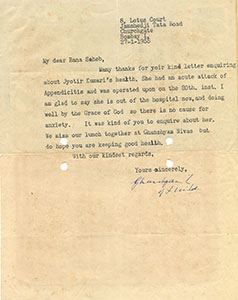 8, Lotus Court
Jamshedji Tata Road
Churchgate
Bombay 1
27-1-1965
My dear Rana Saheb,
Many thanks for your kind letter enquiring
about Jyotir Kumari's health. She had an acute attack of
Appendicitis and was operated upon on the 20th, inst. I
am glad to say she is out of the hospital now, and doing
well by the Grace of God so there is no cause for
anxiety. It was kind of you to enquire about her.
We miss our lunch together at Ghanshyam Nivas but
do hope you are keeping good health.
With our kindest regards,
Yours sincerely,